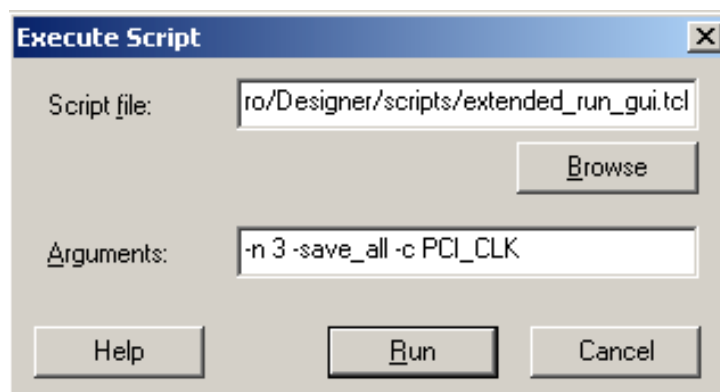 Execute Script
Script file: ro/Designer/scripts/extended_run_gui.tcl
Browse
Arguments: -n 3 -save_all -c PCI_CLK
Help Run Cancel